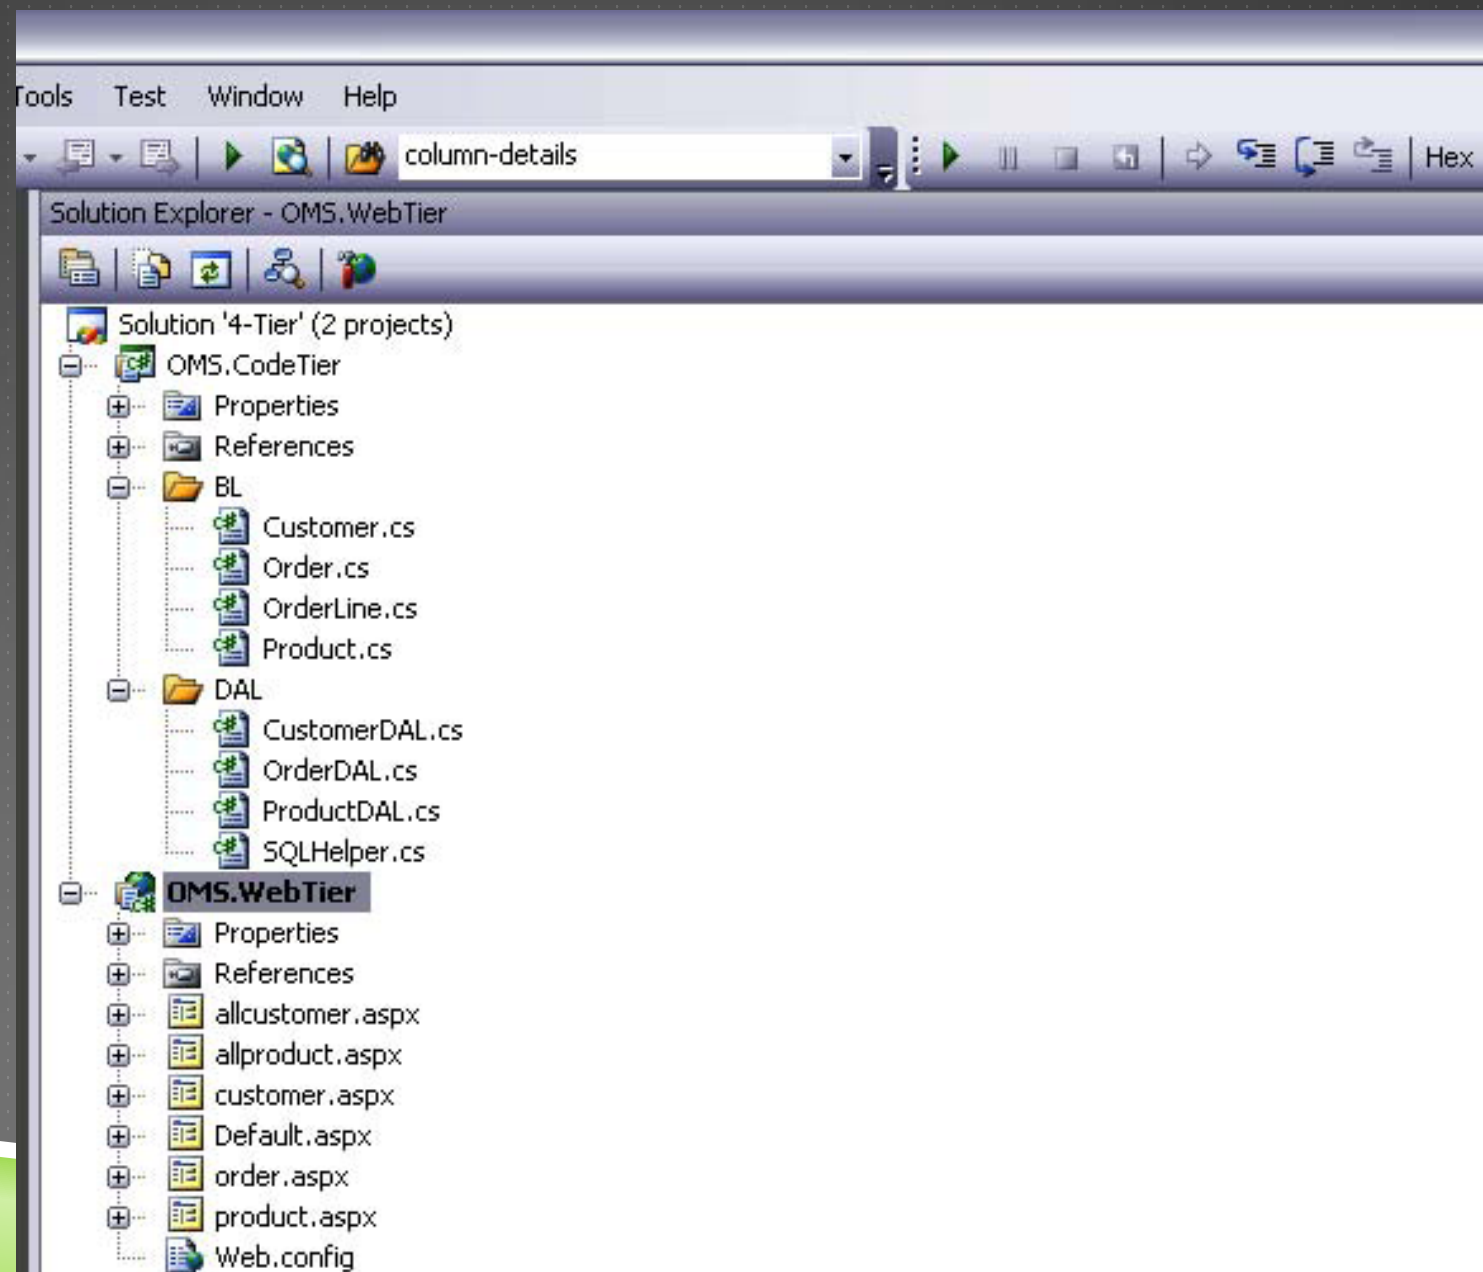 Tools Test Window Help
column-details Hex
Solution Explorer - OMS.WebTier
Solution '4-Tier' (2 projects)
OMS.CodeTier
Properties
References
BL
Customer.cs
Order.cs
OrderLine.cs
Product.cs
DAL
CustomerDAL.cs
OrderDAL.cs
ProductDAL.cs
SQLHelper.cs
OMS.WebTier
Properties
References
allcustomer.aspx
allproduct.aspx
customer.aspx
Default.aspx
order.aspx
product.aspx
Web.config